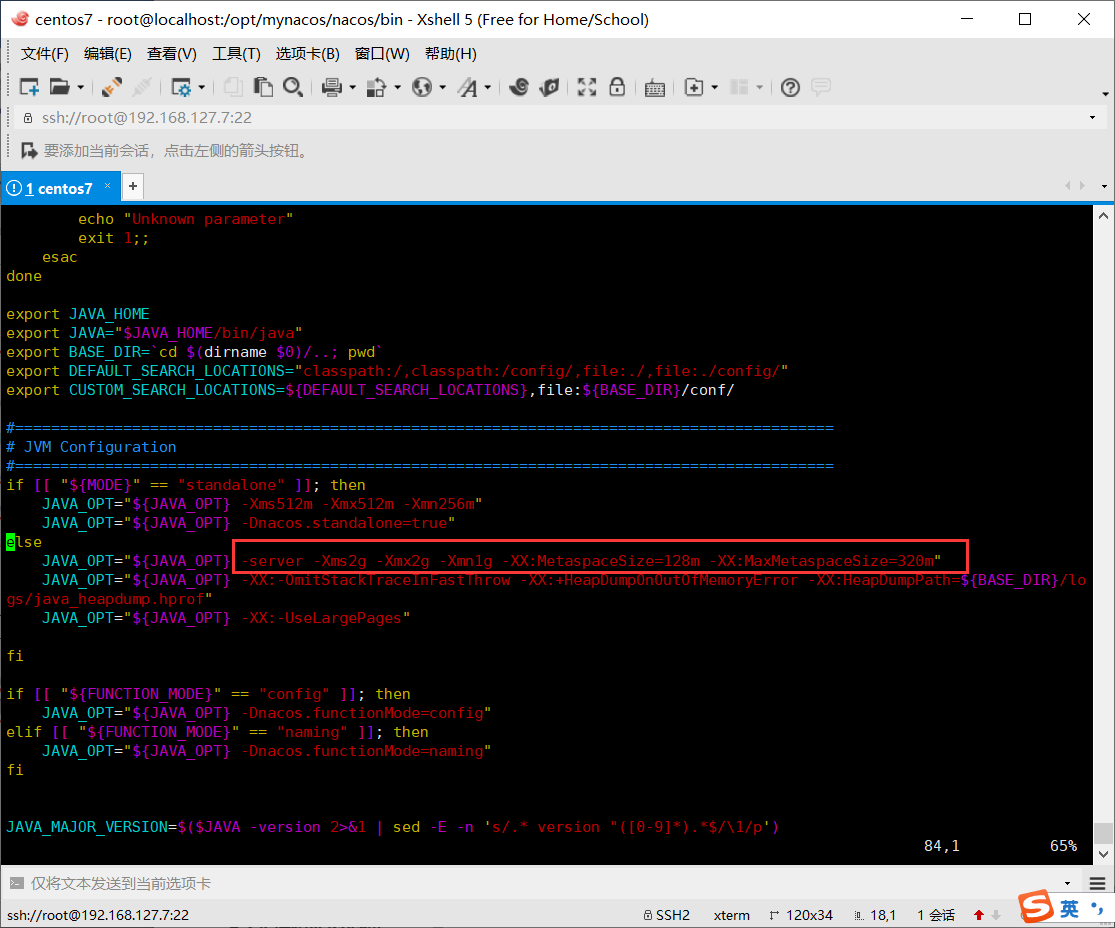 centos7 - root@localhost:/opt/mynacos/nacos/bin - Xshell 5 (Free for Home/School)
文件(F) 编辑(E) 查看(V) 工具(T) 选项卡(B) 窗口(W) 帮助(H)
ssh://root@192.168.127.7:22
要添加当前会话，点击左侧的箭头按钮。
1 centos7 × +
        echo "Unknown parameter"
        exit 1;;
    esac
done

export JAVA_HOME
export JAVA="$JAVA_HOME/bin/java"
export BASE_DIR=`cd $(dirname $0)/..; pwd`
export DEFAULT_SEARCH_LOCATIONS="classpath:/,classpath:/config/,file:./,file:./config/"
export CUSTOM_SEARCH_LOCATIONS=${DEFAULT_SEARCH_LOCATIONS},file:${BASE_DIR}/conf/

#===========================================================================================
# JVM Configuration
#===========================================================================================
if [[ "${MODE}" == "standalone" ]]; then
    JAVA_OPT="${JAVA_OPT} -Xms512m -Xmx512m -Xmn256m"
    JAVA_OPT="${JAVA_OPT} -Dnacos.standalone=true"
else
    JAVA_OPT="${JAVA_OPT} -server -Xms2g -Xmx2g -Xmn1g -XX:MetaspaceSize=128m -XX:MaxMetaspaceSize=320m"
    JAVA_OPT="${JAVA_OPT} -XX:-OmitStackTraceInFastThrow -XX:+HeapDumpOnOutOfMemoryError -XX:HeapDumpPath=${BASE_DIR}/lo
gs/java_heapdump.hprof"
    JAVA_OPT="${JAVA_OPT} -XX:-UseLargePages"

fi

if [[ "${FUNCTION_MODE}" == "config" ]]; then
    JAVA_OPT="${JAVA_OPT} -Dnacos.functionMode=config"
elif [[ "${FUNCTION_MODE}" == "naming" ]]; then
    JAVA_OPT="${JAVA_OPT} -Dnacos.functionMode=naming"
fi

JAVA_MAJOR_VERSION=$($JAVA -version 2>&1 | sed -E -n 's/.* version "([0-9]*).*$/\1/p')
84,1 65%
仅将文本发送到当前选项卡
ssh://root@192.168.127.7:22 SSH2 xterm 120x34 18,1 1 会话 S 英